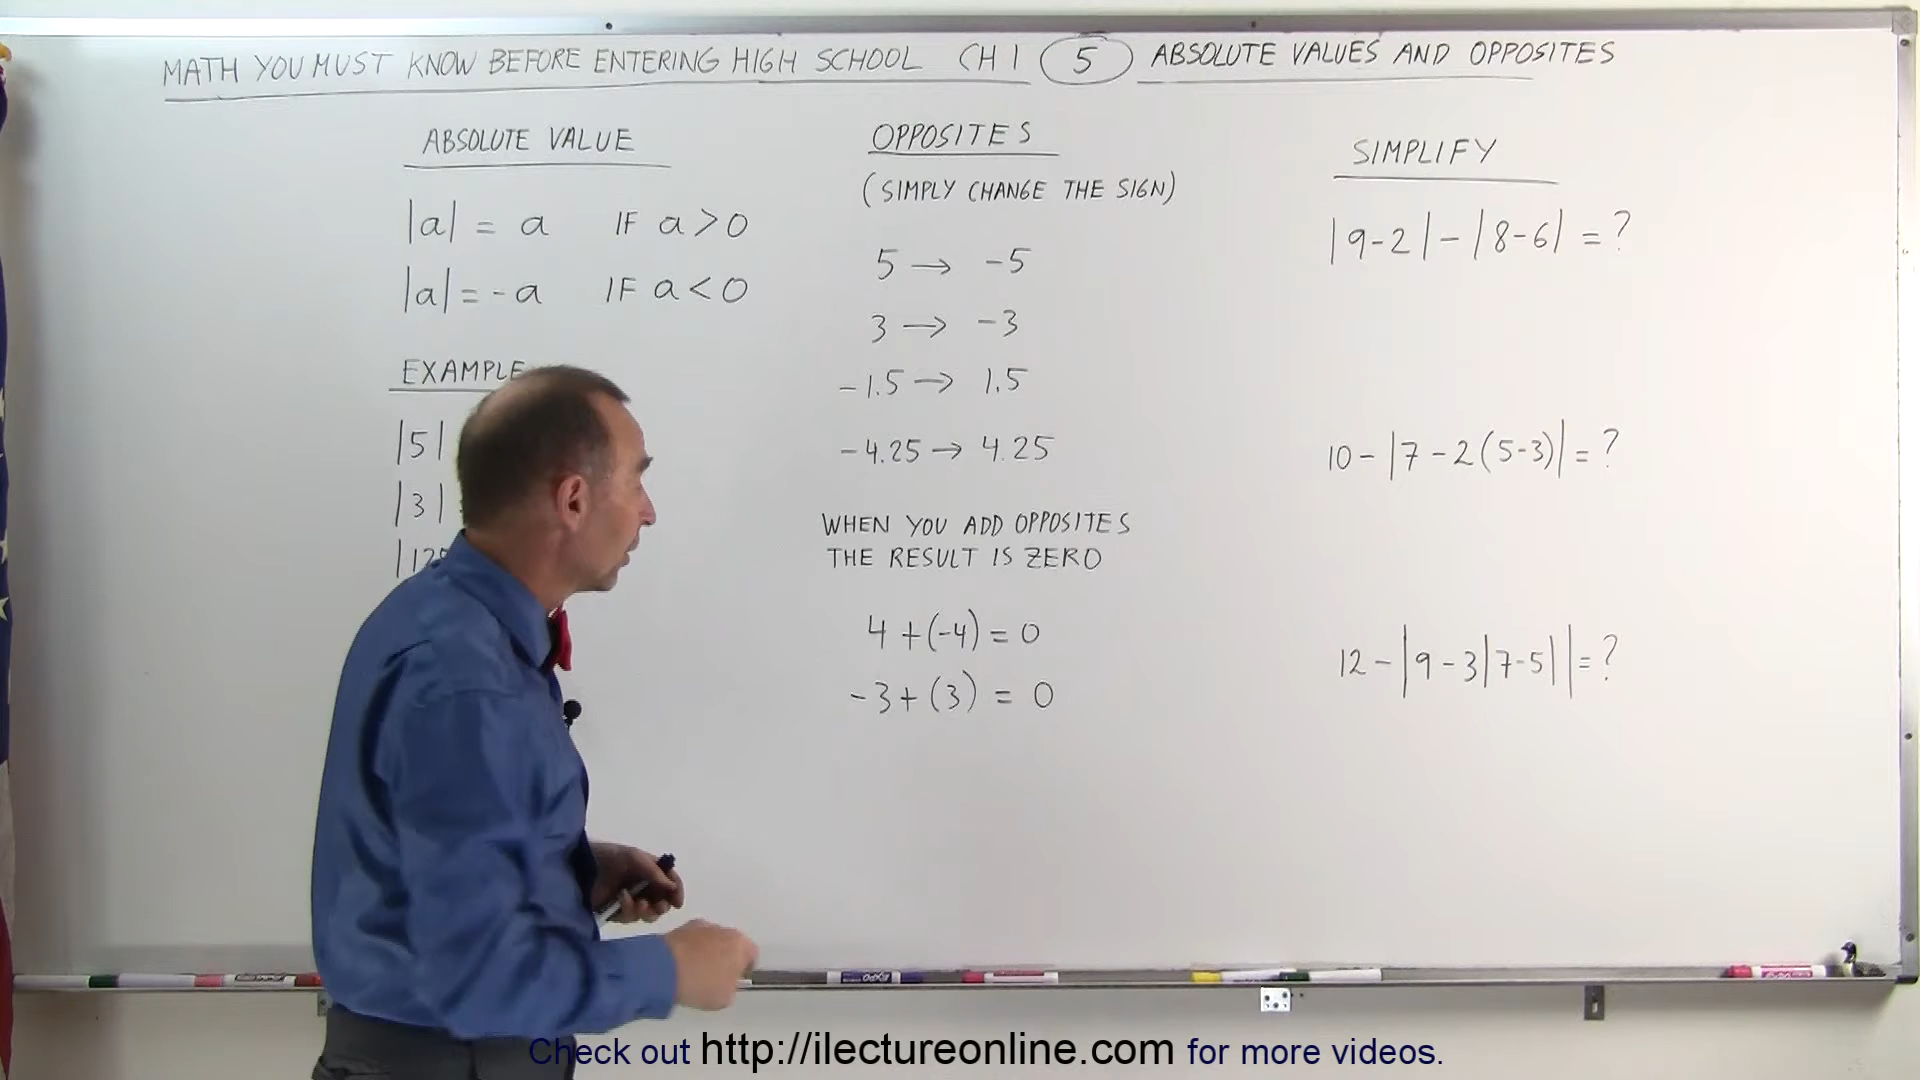 MATH YOU MUST KNOW BEFORE ENTERING HIGH SCHOOL CH 1 5 ABSOLUTE VALUES AND OPPOSITES
ABSOLUTE VALUE
|a| = a IF a > 0
|a| = -a IF a < 0
EXAMPLE
|5|
|3|
OPPOSITES
(SIMPLY CHANGE THE SIGN)
5 → -5
3 → -3
-1.5 → 1.5
-4.25 → 4.25
WHEN YOU ADD OPPOSITES
THE RESULT IS ZERO
4 + (-4) = 0
-3 + (3) = 0
SIMPLIFY
|9-2| - |8-6| = ?
10 - |7 - 2(5-3)| = ?
12 - |9 - 3|7-5|| = ?
EXPO
Check out http://ilectureonline.com for more videos.